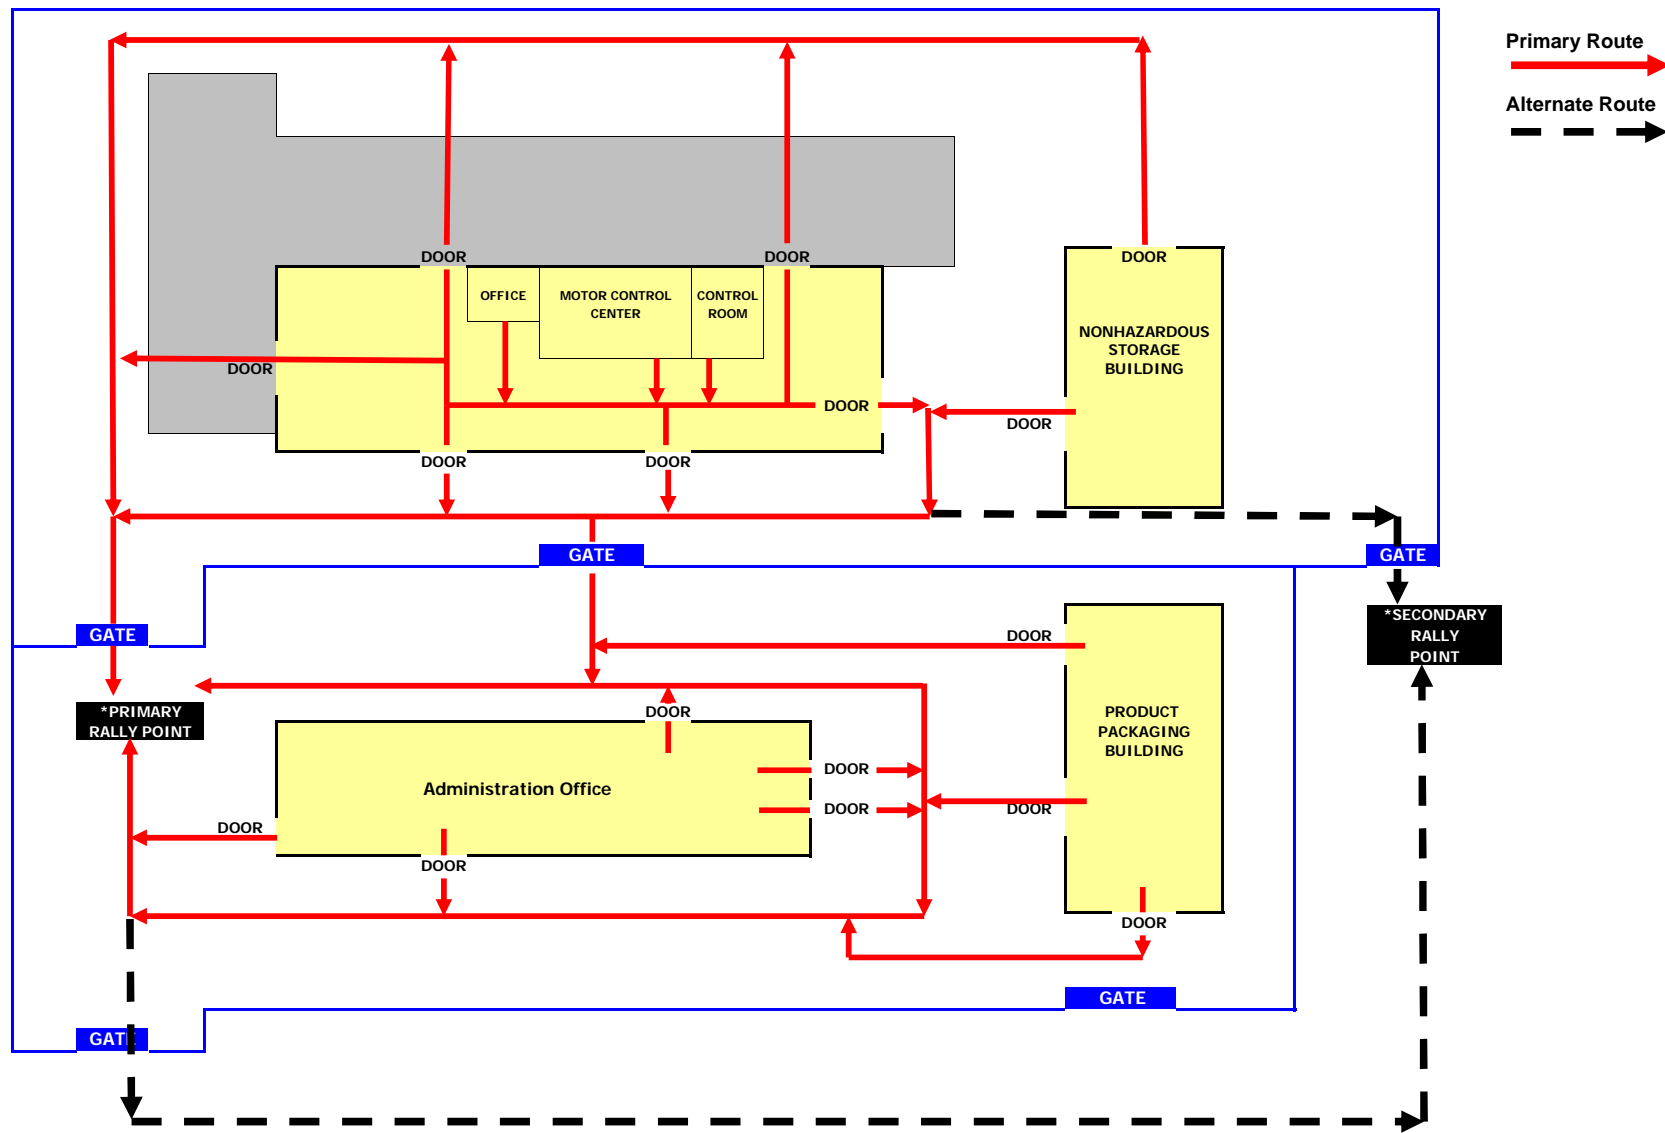 Primary Route
Alternate Route
DOOR
DOOR
DOOR
OFFICE
MOTOR CONTROL
CENTER
CONTROL
ROOM
NONHAZARDOUS
STORAGE
BUILDING
DOOR
DOOR
DOOR
DOOR
DOOR
GATE
GATE
*SECONDARY
RALLY
POINT
GATE
DOOR
*PRIMARY
RALLY POINT
DOOR
PRODUCT
PACKAGING
BUILDING
DOOR
Administration Office
DOOR
DOOR
DOOR
DOOR
DOOR
GATE
GATE